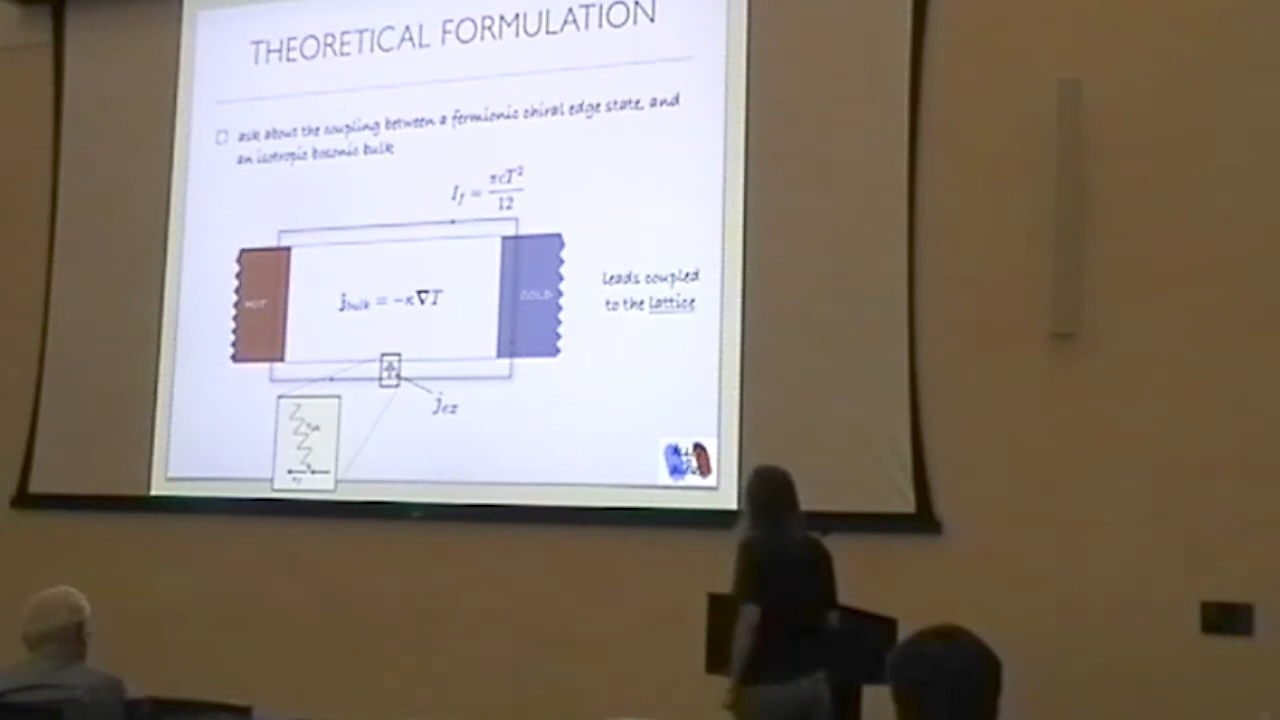 THEORETICAL FORMULATION
ask about the coupling between a fermionic chiral edge state, and
an isotropic bosonic bulk
I_f = πcT²/12
HOT
j_bulk = −κ∇T
COLD
leads coupled
to the lattice
j_ex